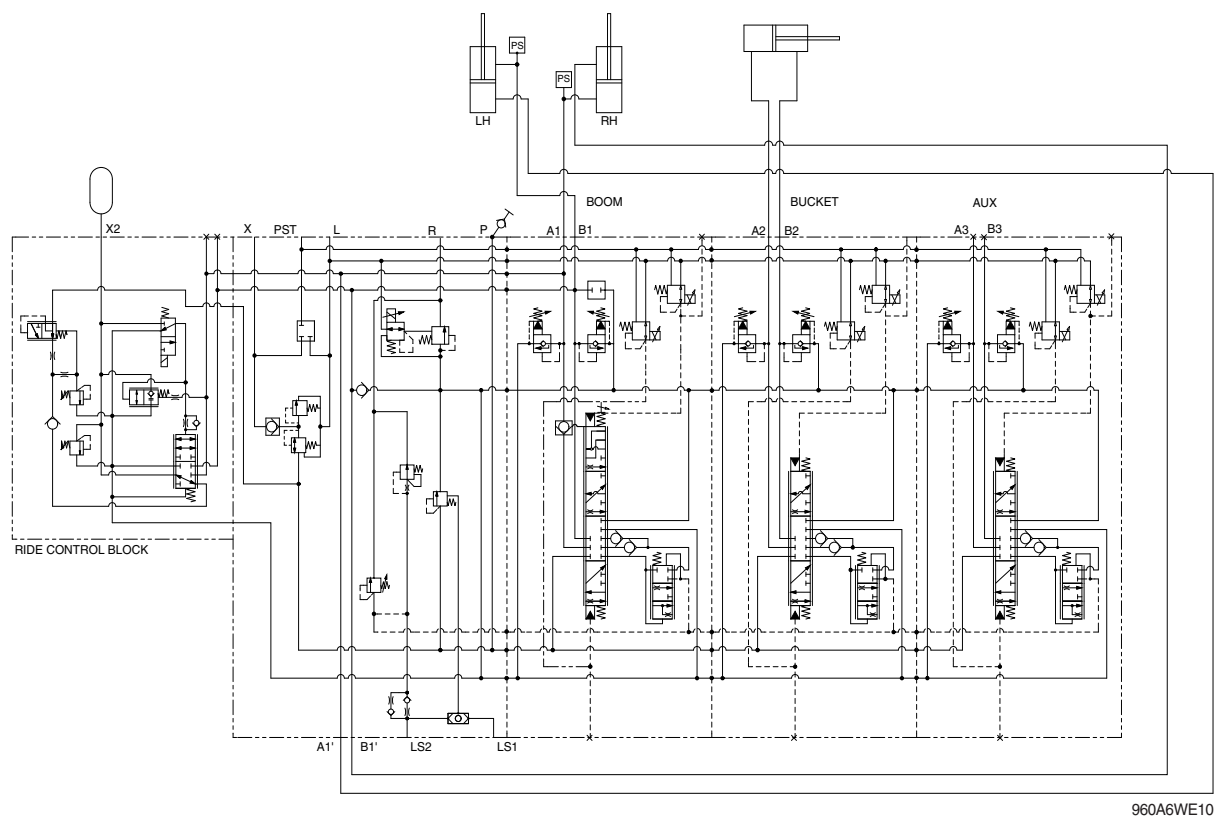 PS
PS
LH
RH
BOOM
BUCKET
AUX
X2
X
PST
L
R
P
A1
B1
A2
B2
A3
B3
RIDE CONTROL BLOCK
A1'
B1'
LS2
LS1
960A6WE10